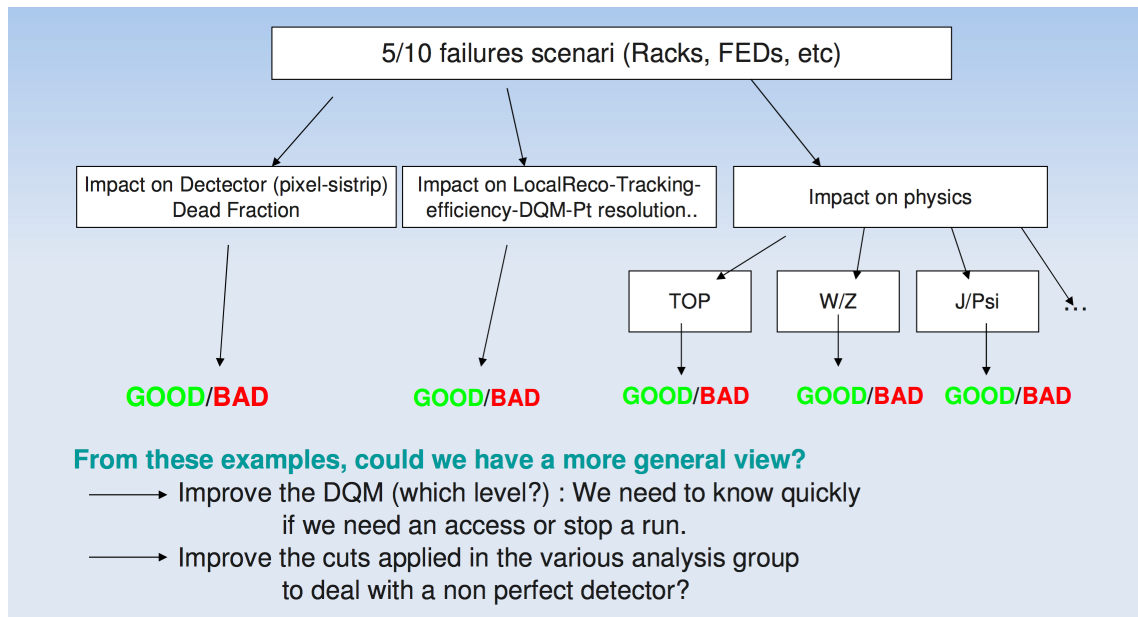 5/10 failures scenari (Racks, FEDs, etc)
Impact on Dectector (pixel-sistrip)
Dead Fraction
Impact on LocalReco-Tracking-
efficiency-DQM-Pt resolution..
Impact on physics
TOP
W/Z
J/Psi
...
GOOD/BAD
GOOD/BAD
GOOD/BAD
GOOD/BAD
GOOD/BAD
From these examples, could we have a more general view?
Improve the DQM (which level?) : We need to know quickly
if we need an access or stop a run.
Improve the cuts applied in the various analysis group
to deal with a non perfect detector?